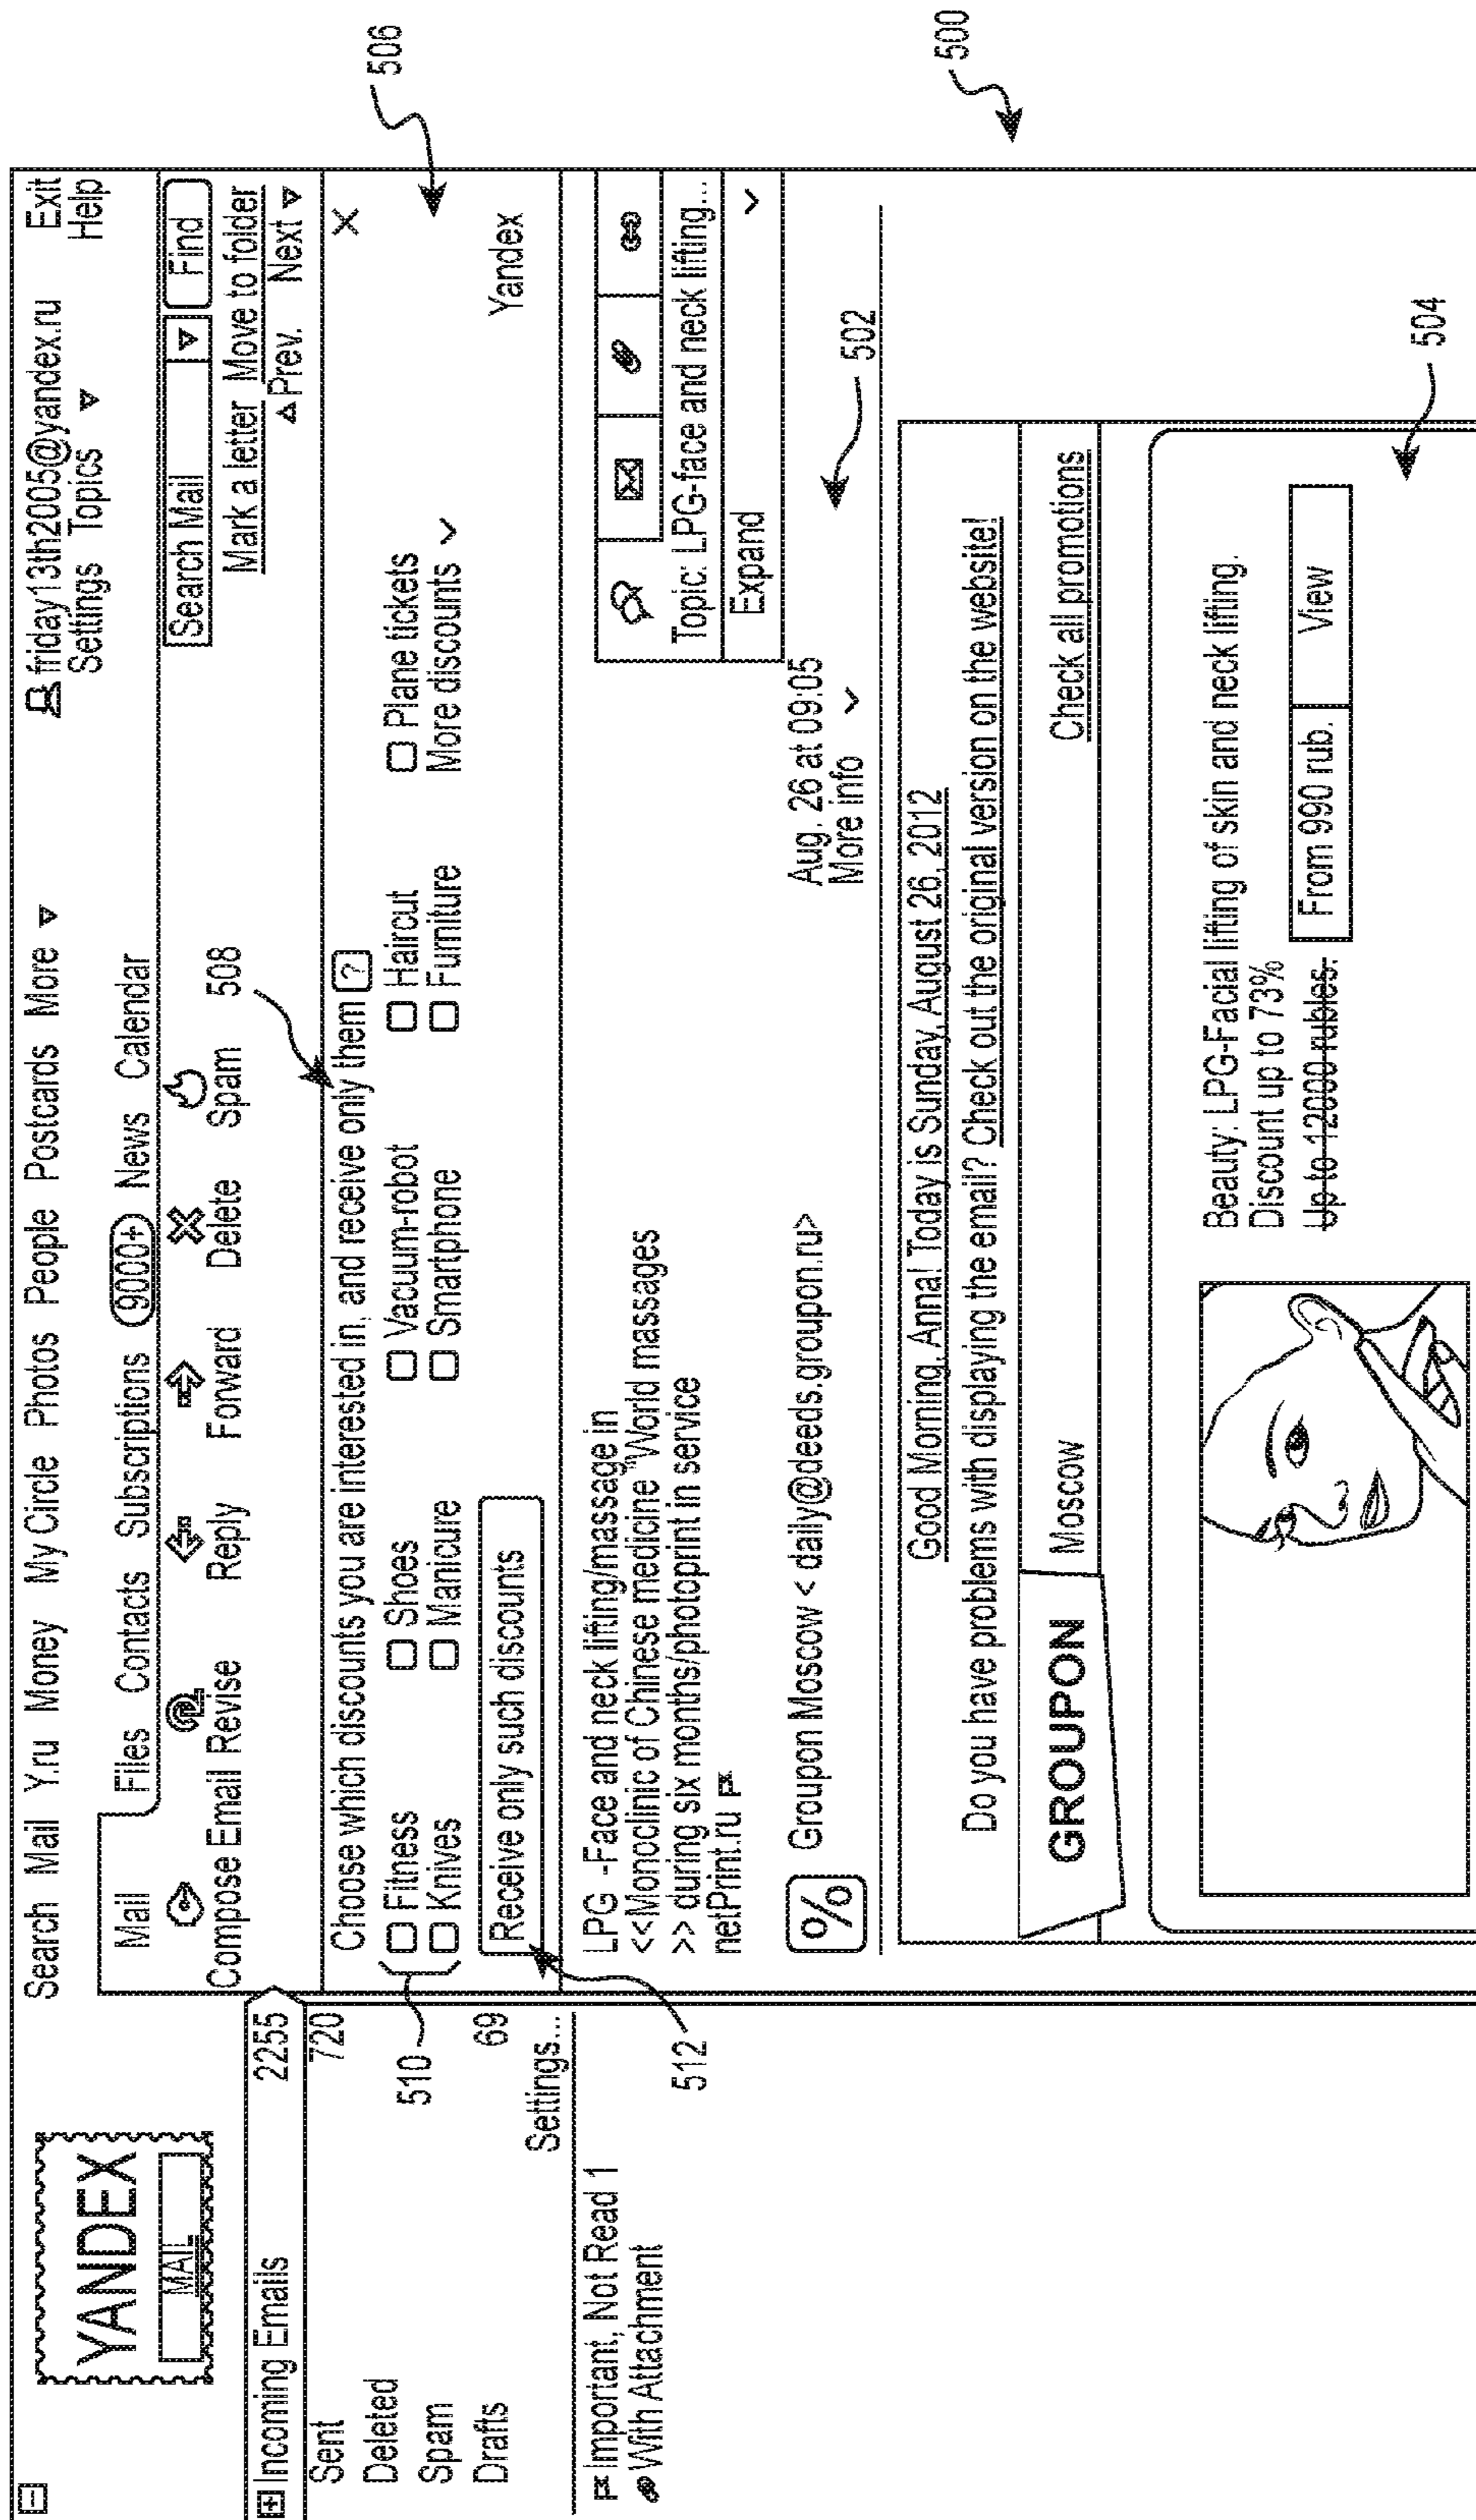 YANDEX
MAIL
Incoming Emails 2255
Sent 720
Deleted
Spam
Drafts 69
Settings...
Important, Not Read 1
With Attachment
Search Mail Y.ru Money My Circle Photos People Postcards More
friday13th2005@yandex.ru Exit
Settings Topics Help
Mail Files Contacts Subscriptions 9000+ News Calendar
Search Mail Find
Compose Email Revise Reply Forward Delete Spam
Mark a letter Move to folder
Prev. Next
508
Choose which discounts you are interested in, and receive only them ?
Fitness Shoes Vacuum-robot Haircut Plane tickets
Knives Manicure Smartphone Furniture More discounts
Receive only such discounts
Yandex
506
510
512
LPG -Face and neck lifting/massage in
<<Monoclinic of Chinese medicine "World massages
>> during six months/photoprint in service
netPrint.ru
Topic: LPG-face and neck lifting...
Expand
% Groupon Moscow < daily@deeds.groupon.ru>
Aug. 26 at 09:05
More info
502
500
Good Morning, Anna! Today is Sunday, August 26, 2012
Do you have problems with displaying the email? Check out the original version on the website!
GROUPON Moscow Check all promotions
Beauty: LPG-Facial lifting of skin and neck lifting.
Discount up to 73%
Up to 12000 rubles.
From 990 rub. View
504